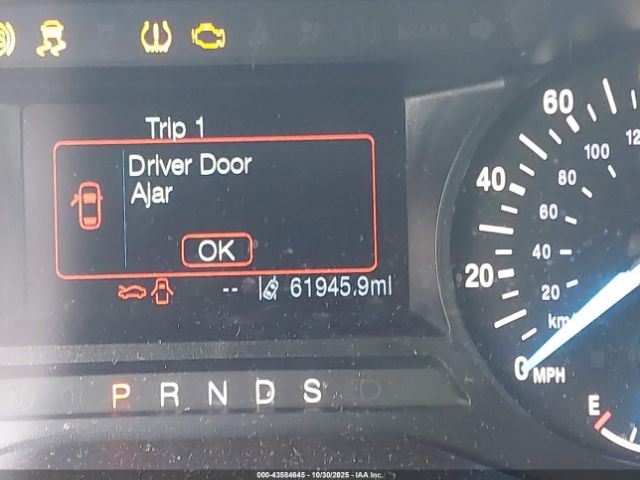 BRAKE
Trip 1
Driver Door
Ajar
OK
-- 61945.9mi
P R N D S
60
40
20
0
MPH
120
100
80
60
40
20
km/
E
000-43584645 - 10/30/2025 - IAA Inc.